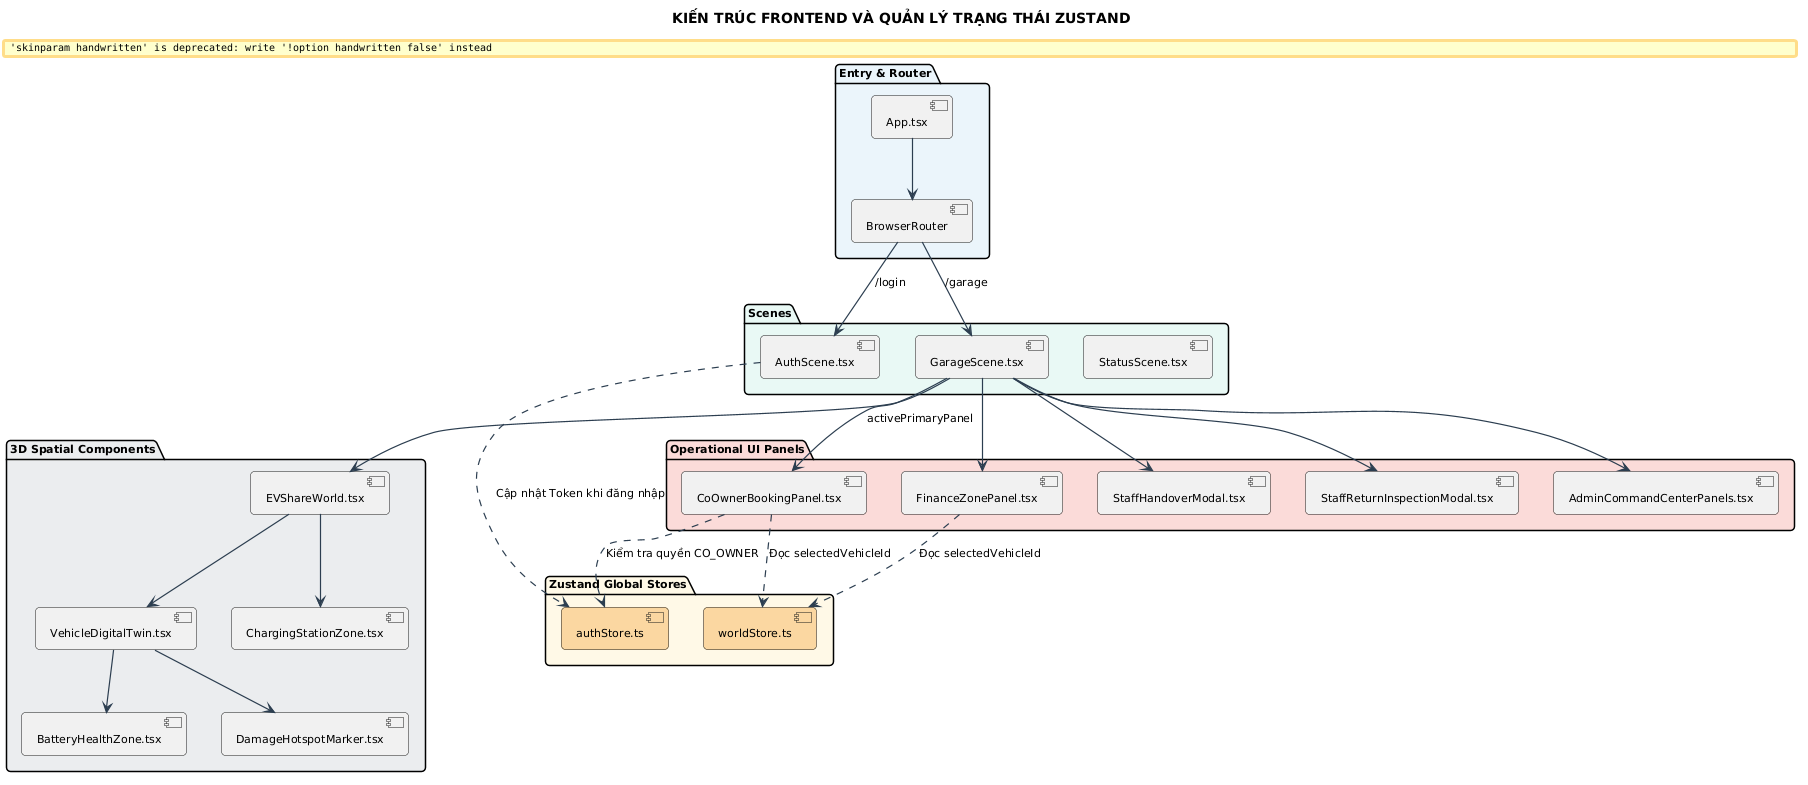 KIẾN TRÚC FRONTEND VÀ QUẢN LÝ TRẠNG THÁI ZUSTAND
'skinparam handwritten' is deprecated: write '!option handwritten false' instead
Entry & Router
App.tsx
BrowserRouter
/login
/garage
Scenes
AuthScene.tsx
GarageScene.tsx
StatusScene.tsx
activePrimaryPanel
3D Spatial Components
Operational UI Panels
EVShareWorld.tsx
Cập nhật Token khi đăng nhập
CoOwnerBookingPanel.tsx
FinanceZonePanel.tsx
StaffHandoverModal.tsx
StaffReturnInspectionModal.tsx
AdminCommandCenterPanels.tsx
Kiểm tra quyền CO_OWNER
Đọc selectedVehicleId
Đọc selectedVehicleId
Zustand Global Stores
VehicleDigitalTwin.tsx
ChargingStationZone.tsx
authStore.ts
worldStore.ts
BatteryHealthZone.tsx
DamageHotspotMarker.tsx